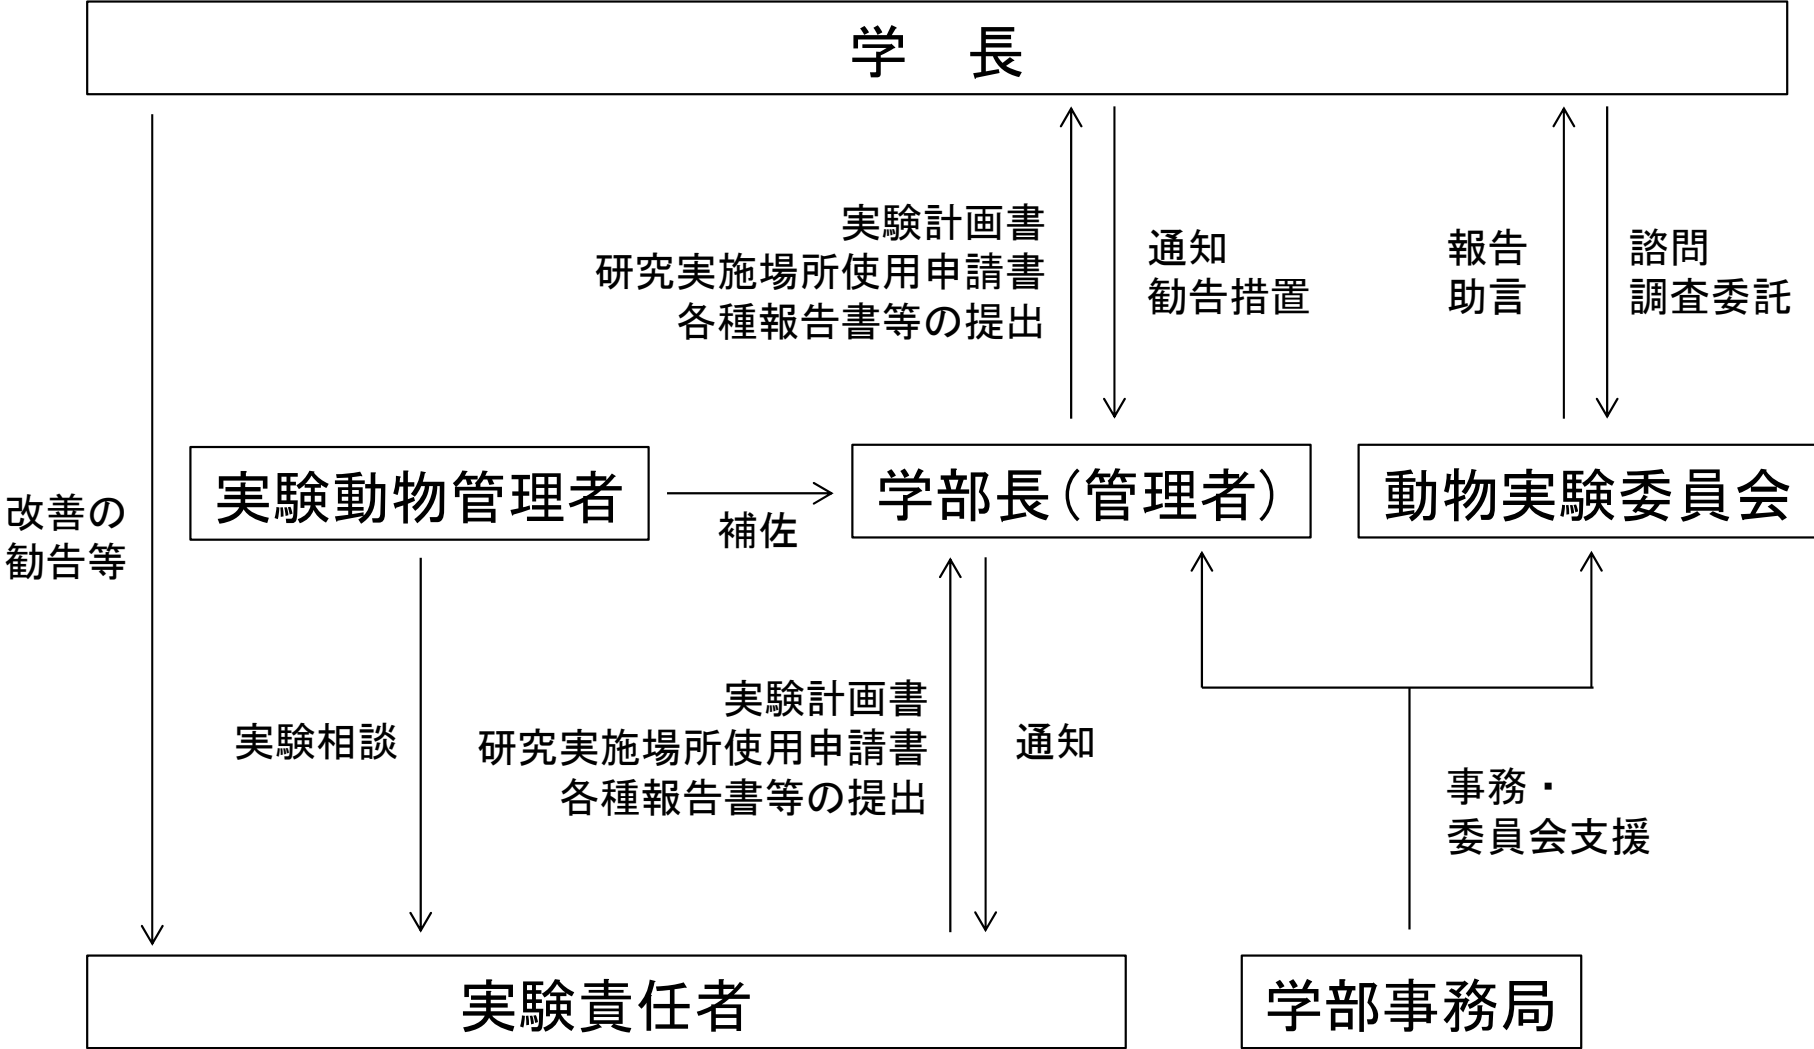 学　長
実験計画書
研究実施場所使用申請書
各種報告書等の提出
通知
勧告措置
報告
助言
諮問
調査委託
改善の
勧告等
実験動物管理者
補佐
学部長（管理者）
動物実験委員会
実験相談
実験計画書
研究実施場所使用申請書
各種報告書等の提出
通知
事務・
委員会支援
実験責任者
学部事務局